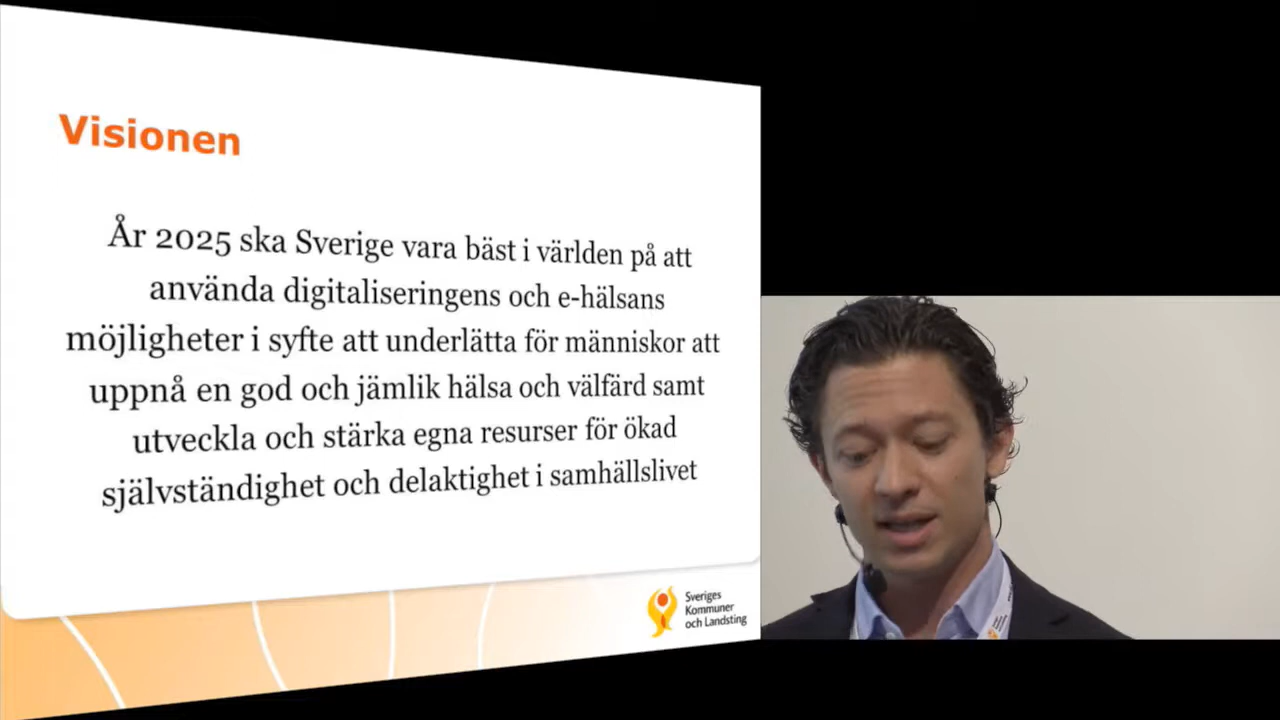 Visionen
År 2025 ska Sverige vara bäst i världen på att
använda digitaliseringens och e-hälsans
möjligheter i syfte att underlätta för människor att
uppnå en god och jämlik hälsa och välfärd samt
utveckla och stärka egna resurser för ökad
självständighet och delaktighet i samhällslivet
Sveriges
Kommuner
och Landsting